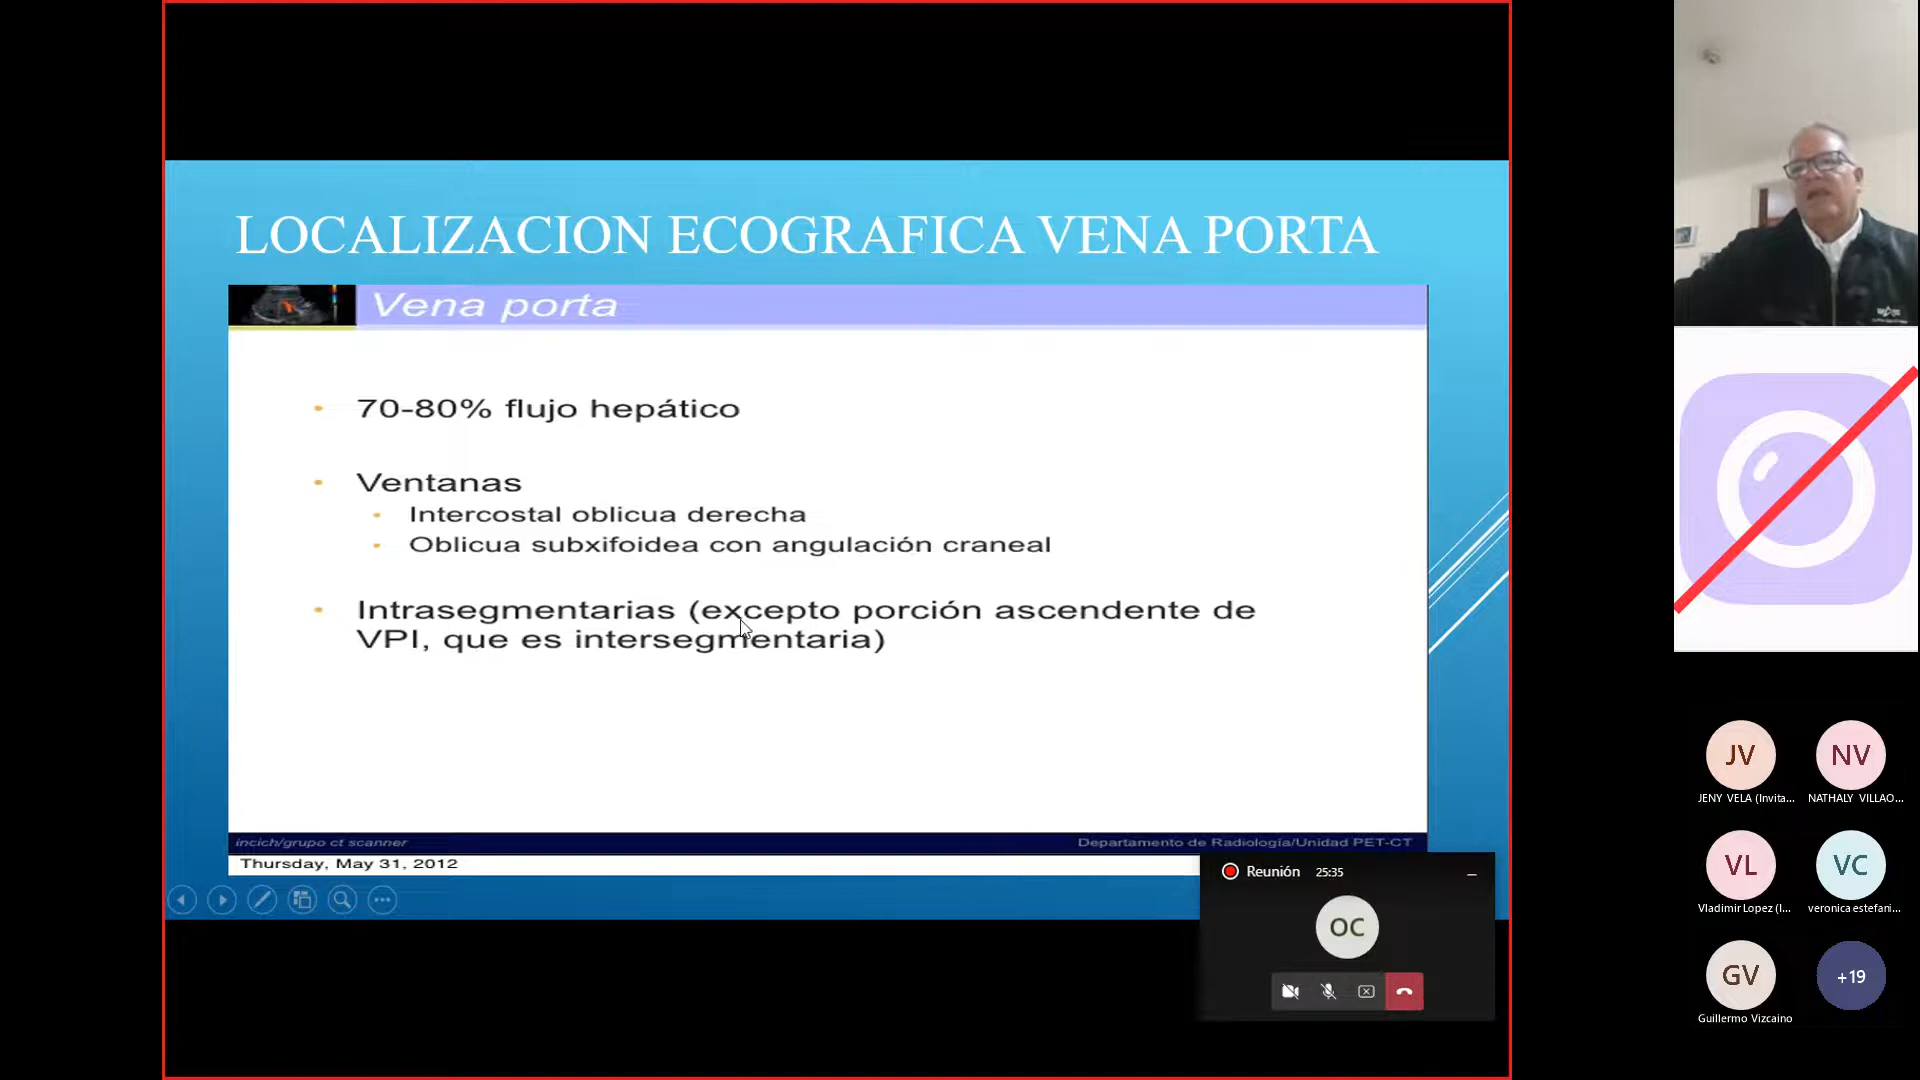 LOCALIZACION ECOGRAFICA VENA PORTA
Vena porta
70-80% flujo hepático
Ventanas
Intercostal oblicua derecha
Oblicua subxifoidea con angulación craneal
Intrasegmentarias (excepto porción ascendente de
VPI, que es intersegmentaria)
incich/grupo ct scanner
Departamento de Radiología/Unidad PET-CT
Thursday, May 31, 2012
Reunión 25:35
OC
JV
NV
JENY VELA (Invita...
NATHALY VILLAO...
VL
VC
Vladimir Lopez (I...
veronica estefani...
GV
+19
Guillermo Vizcaino